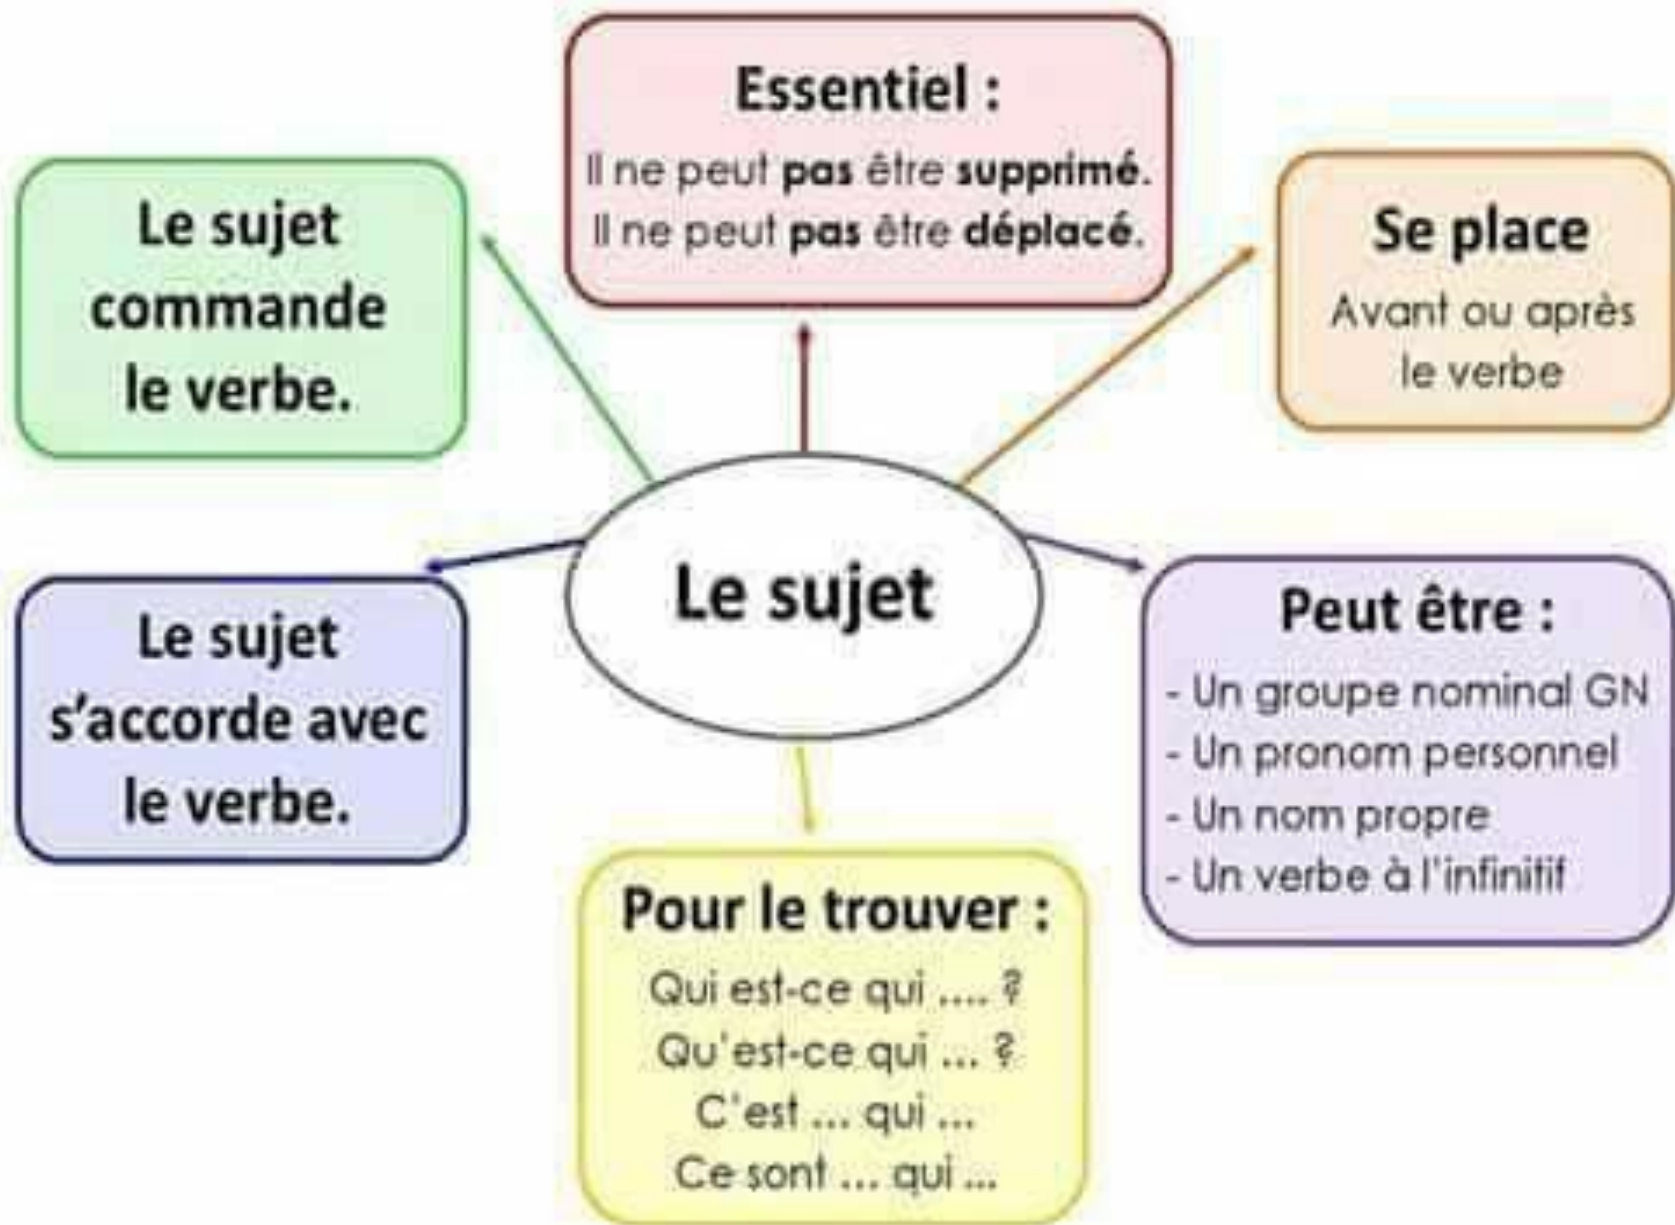 Essentiel :
Il ne peut pas être supprimé.
Il ne peut pas être déplacé.
Le sujet
commande
le verbe.
Se place
Avant ou après
le verbe
Le sujet
Le sujet
s'accorde avec
le verbe.
Peut être :
- Un groupe nominal GN
- Un pronom personnel
- Un nom propre
- Un verbe à l'infinitif
Pour le trouver :
Qui est-ce qui .... ?
Qu'est-ce qui ... ?
C'est ... qui ...
Ce sont ... qui ...